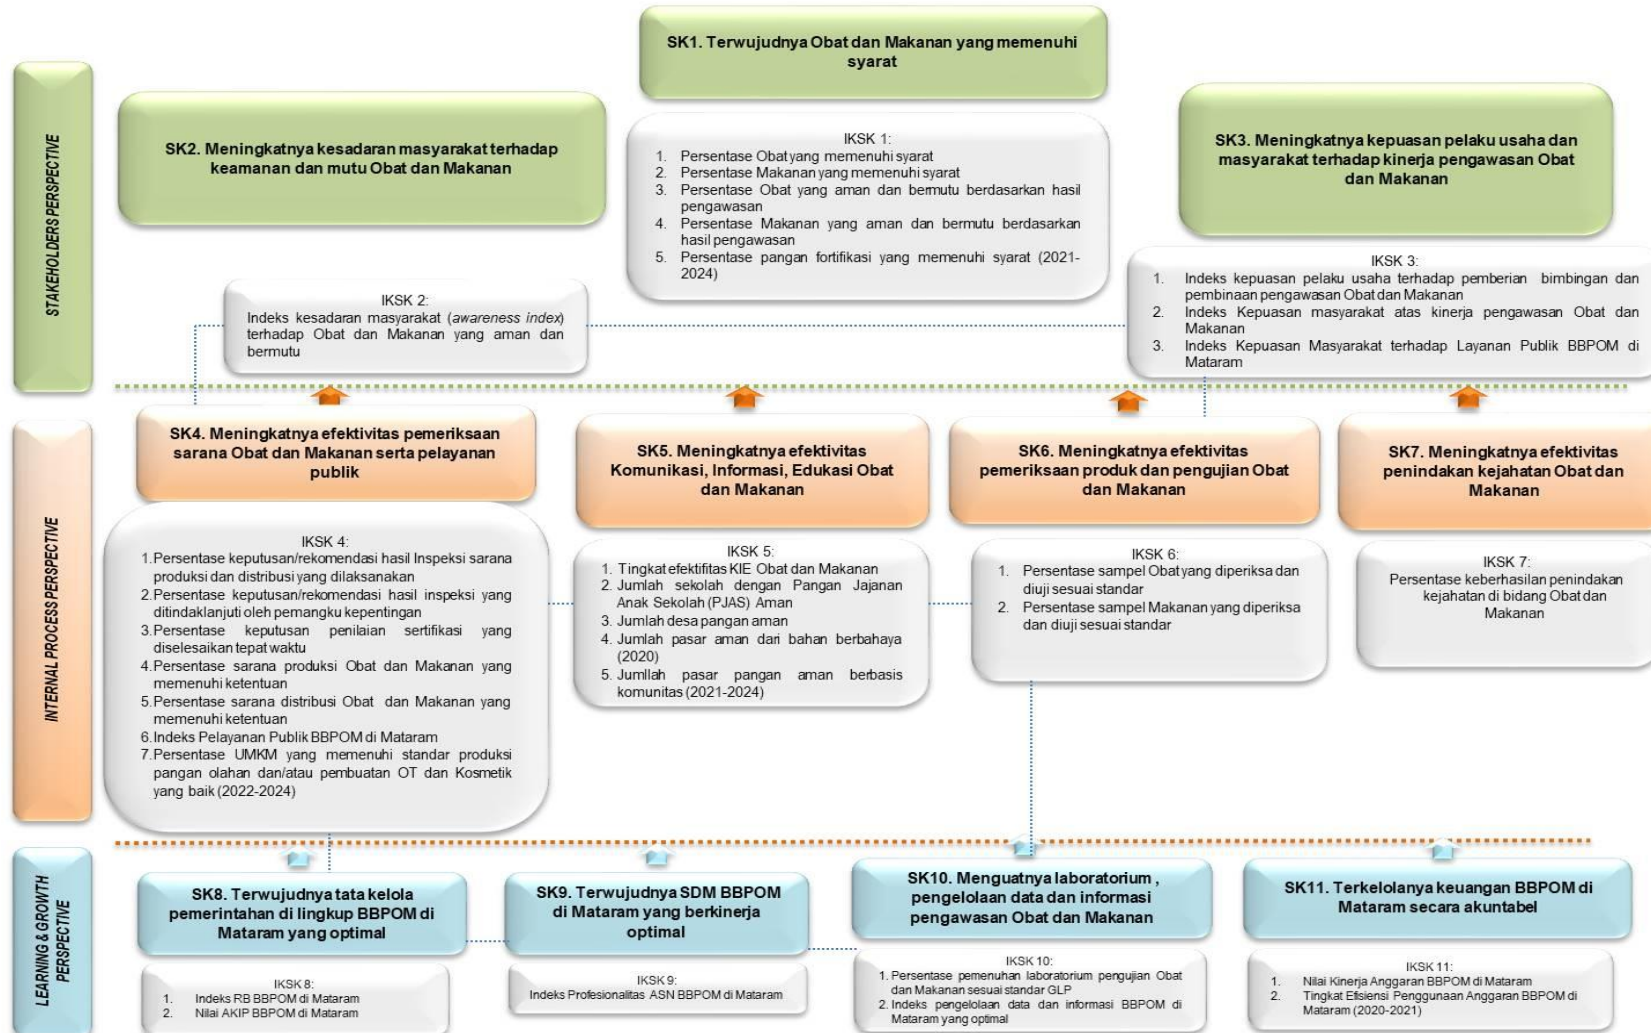 STAKEHOLDERS PERSPECTIVE
SK1. Terwujudnya Obat dan Makanan yang memenuhi
syarat
SK2. Meningkatnya kesadaran masyarakat terhadap
keamanan dan mutu Obat dan Makanan
IKSK 1:
1. Persentase Obat yang memenuhi syarat
2. Persentase Makanan yang memenuhi syarat
3. Persentase Obat yang aman dan bermutu berdasarkan hasil
pengawasan
4. Persentase Makanan yang aman dan bermutu berdasarkan
hasil pengawasan
5. Persentase pangan fortifikasi yang memenuhi syarat (2021-
2024)
SK3. Meningkatnya kepuasan pelaku usaha dan
masyarakat terhadap kinerja pengawasan Obat
dan Makanan
IKSK 2:
Indeks kesadaran masyarakat (awareness index)
terhadap Obat dan Makanan yang aman dan
bermutu
IKSK 3:
1. Indeks kepuasan pelaku usaha terhadap pemberian bimbingan dan
pembinaan pengawasan Obat dan Makanan
2. Indeks Kepuasan masyarakat atas kinerja pengawasan Obat dan
Makanan
3. Indeks Kepuasan Masyarakat terhadap Layanan Publik BBPOM di
Mataram
INTERNAL PROCESS PERSPECTIVE
SK4. Meningkatnya efektivitas pemeriksaan
sarana Obat dan Makanan serta pelayanan
publik
SK5. Meningkatnya efektivitas
Komunikasi, Informasi, Edukasi Obat
dan Makanan
SK6. Meningkatnya efektivitas
pemeriksaan produk dan pengujian Obat
dan Makanan
SK7. Meningkatnya efektivitas
penindakan kejahatan Obat dan
Makanan
IKSK 4:
1.Persentase keputusan/rekomendasi hasil Inspeksi sarana
produksi dan distribusi yang dilaksanakan
2.Persentase keputusan/rekomendasi hasil inspeksi yang
ditindaklanjuti oleh pemangku kepentingan
3.Persentase keputusan penilaian sertifikasi yang
diselesaikan tepat waktu
4.Persentase sarana produksi Obat dan Makanan yang
memenuhi ketentuan
5.Persentase sarana distribusi Obat dan Makanan yang
memenuhi ketentuan
6.Indeks Pelayanan Publik BBPOM di Mataram
7.Persentase UMKM yang memenuhi standar produksi
pangan olahan dan/atau pembuatan OT dan Kosmetik
yang baik (2022-2024)
IKSK 5:
1. Tingkat efektifitas KIE Obat dan Makanan
2. Jumlah sekolah dengan Pangan Jajanan
Anak Sekolah (PJAS) Aman
3. Jumlah desa pangan aman
4. Jumlah pasar aman dari bahan berbahaya
(2020)
5. Jumllah pasar pangan aman berbasis
komunitas (2021-2024)
IKSK 6:
1. Persentase sampel Obat yang diperiksa dan
diuji sesuai standar
2. Persentase sampel Makanan yang diperiksa
dan diuji sesuai standar
IKSK 7:
Persentase keberhasilan penindakan
kejahatan di bidang Obat dan
Makanan
LEARNING & GROWTH
PERSPECTIVE
SK8. Terwujudnya tata kelola
pemerintahan di lingkup BBPOM di
Mataram yang optimal
SK9. Terwujudnya SDM BBPOM
di Mataram yang berkinerja
optimal
SK10. Menguatnya laboratorium ,
pengelolaan data dan informasi
pengawasan Obat dan Makanan
SK11. Terkelolanya keuangan BBPOM di
Mataram secara akuntabel
IKSK 8:
1. Indeks RB BBPOM di Mataram
2. Nilai AKIP BBPOM di Mataram
IKSK 9:
Indeks Profesionalitas ASN BBPOM di Mataram
IKSK 10:
1. Persentase pemenuhan laboratorium pengujian Obat
dan Makanan sesuai standar GLP
2. Indeks pengelolaan data dan informasi BBPOM di
Mataram yang optimal
IKSK 11:
1. Nilai Kinerja Anggaran BBPOM di Mataram
2. Tingkat Efisiensi Penggunaan Anggaran BBPOM di
Mataram (2020-2021)